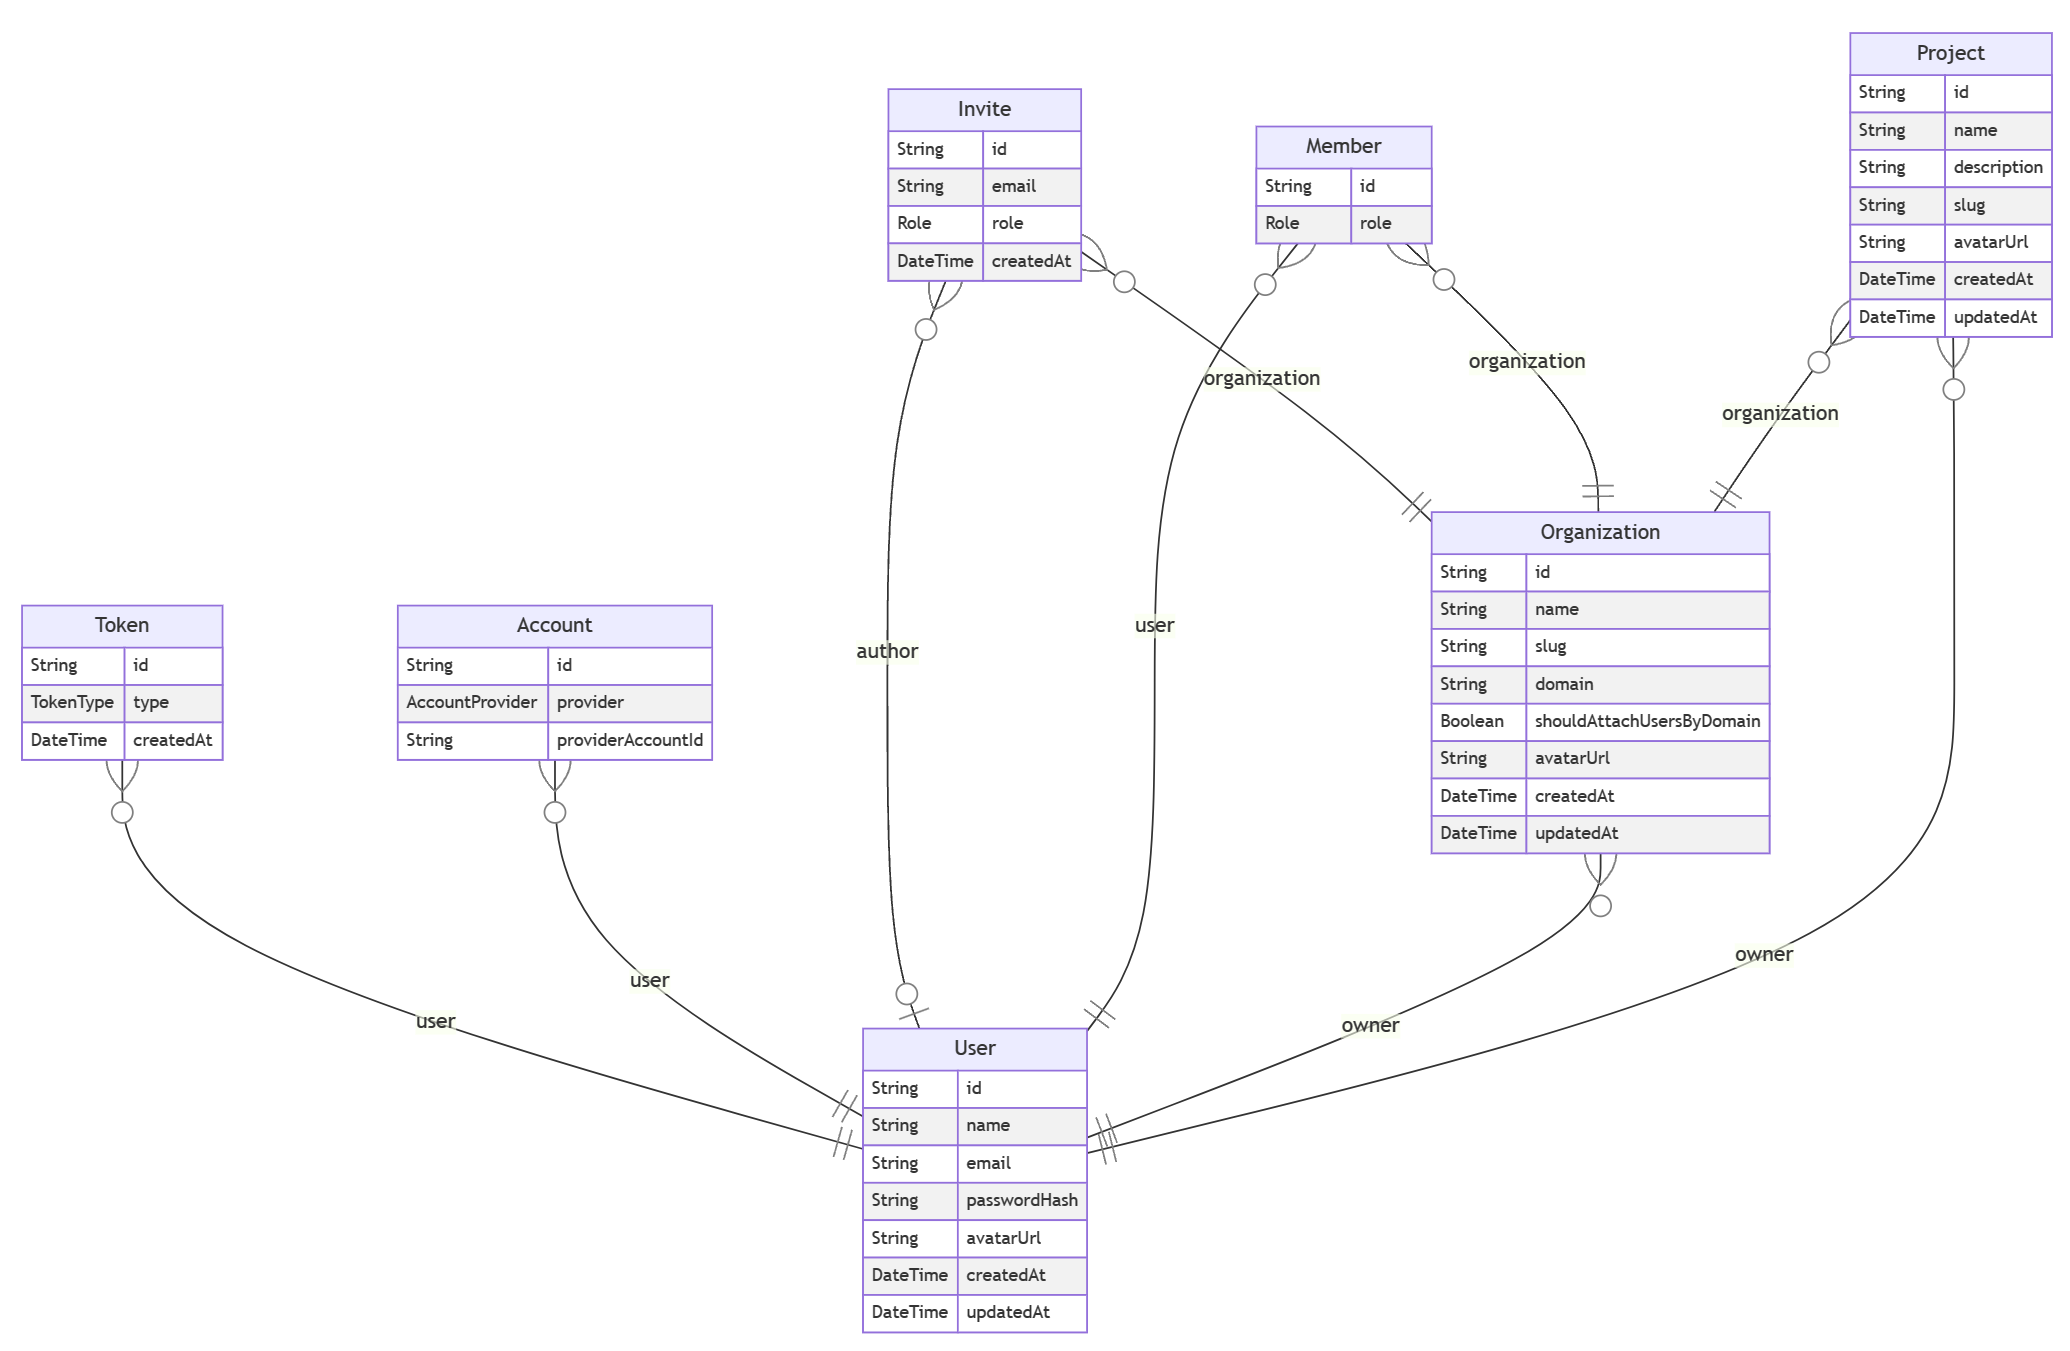 Project
String id
String name
String description
String slug
String avatarUrl
DateTime createdAt
DateTime updatedAt
Invite
String id
String email
Role role
DateTime createdAt
Member
String id
Role role
organization
organization
organization
Organization
String id
String name
String slug
String domain
Boolean shouldAttachUsersByDomain
String avatarUrl
DateTime createdAt
DateTime updatedAt
Token
String id
TokenType type
DateTime createdAt
Account
String id
AccountProvider provider
String providerAccountId
author
user
user
user
owner
owner
User
String id
String name
String email
String passwordHash
String avatarUrl
DateTime createdAt
DateTime updatedAt